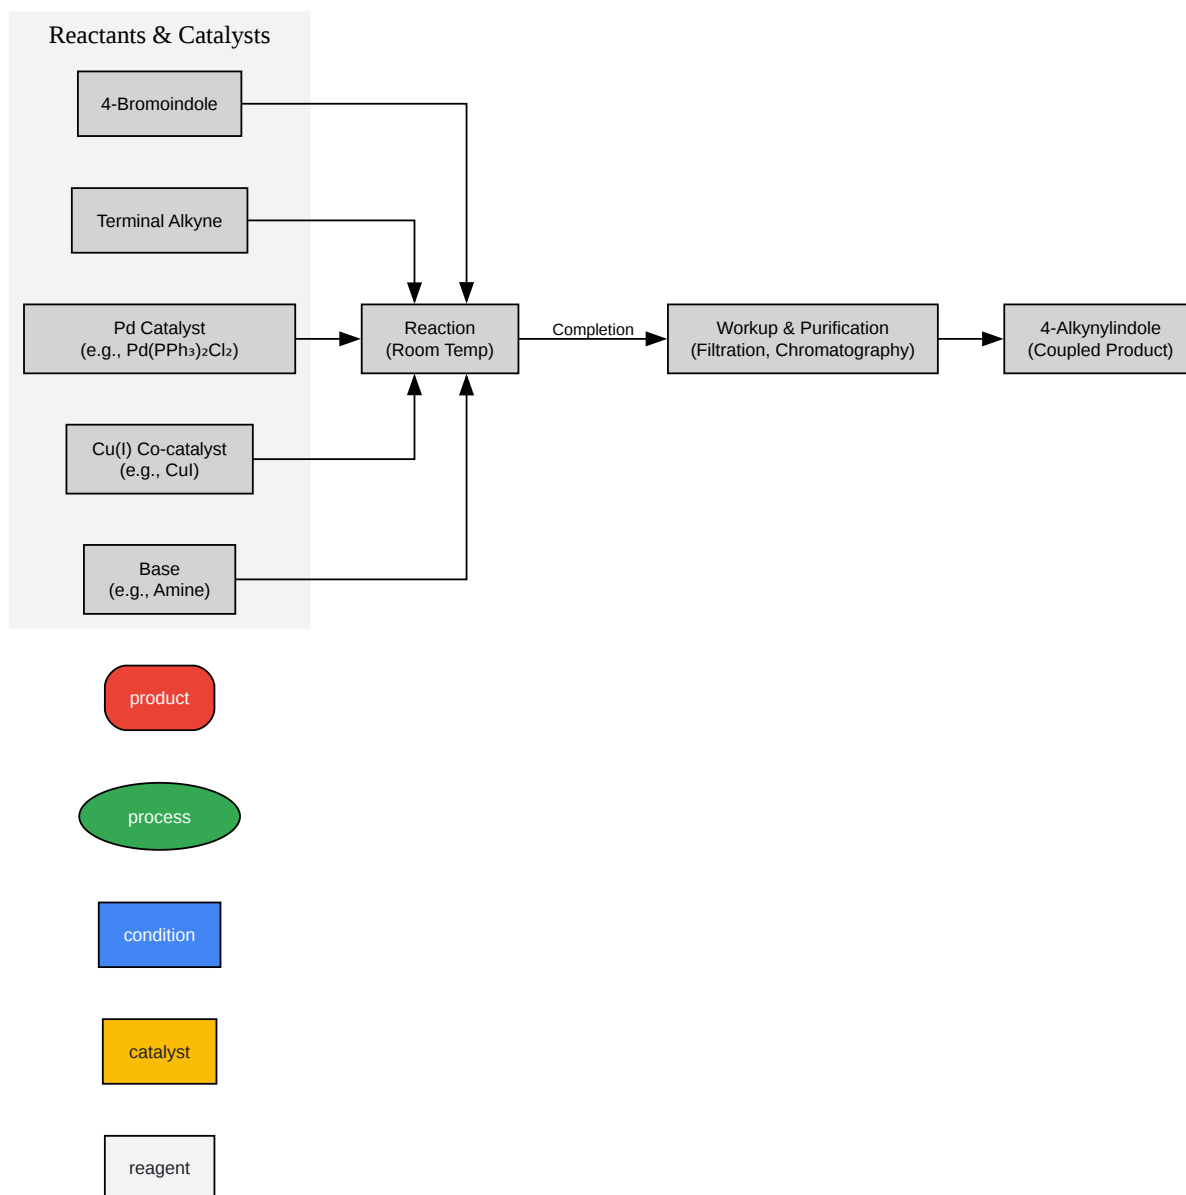 Reactants & Catalysts
4-Bromoindole
Terminal Alkyne
Pd Catalyst
(e.g., Pd(PPh₃)₂Cl₂)
Cu(I) Co-catalyst
(e.g., CuI)
Base
(e.g., Amine)
Reaction
(Room Temp)
Completion
Workup & Purification
(Filtration, Chromatography)
4-Alkynylindole
(Coupled Product)
product
process
condition
catalyst
reagent